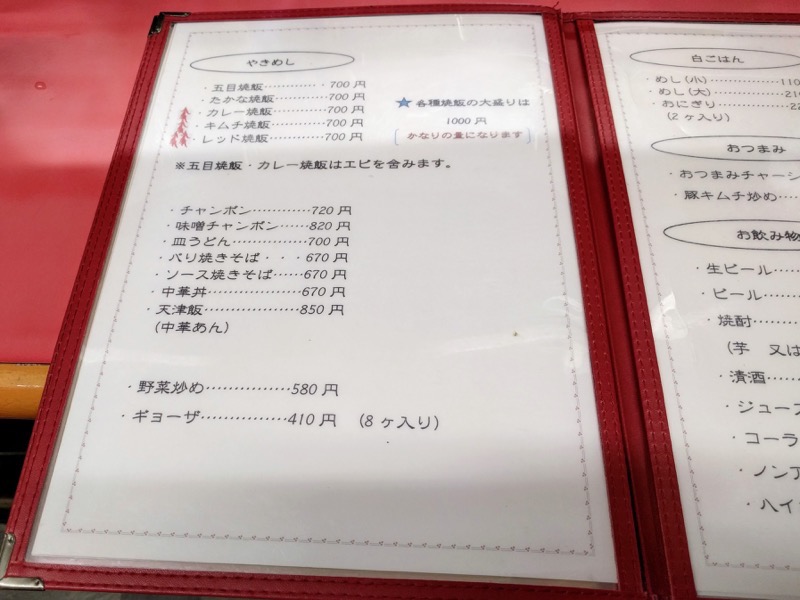 やきめし
・五目焼飯…………・700 円
・たかな焼飯…………700 円
・カレー焼飯…………700 円
・キムチ焼飯…………700 円
・レッド焼飯…………700 円
★各種焼飯の大盛りは
1000 円
かなりの量になります
※五目焼飯・カレー焼飯はエビを含みます。
・チャンポン…………720 円
・味噌チャンポン……820 円
・皿うどん……………700 円
・バリ焼きそば・・・670 円
・ソース焼きそば……670 円
・中華丼………………670 円
・天津飯………………850 円
(中華あん)
・野菜炒め……………580 円
・ギョーザ……………410 円 (8 ヶ入り)
白ごはん
・めし(小)……………110
・めし(大)……………
・おにぎり……………
(2 ヶ入り)
おつまみ
・おつまみチャー
・豚キムチ炒め…
お飲み物
・生ビール……
・ビール……
・焼酎………
(芋 又は
・清酒……
・ジュース
・コーラ
・ノン
・ハイ